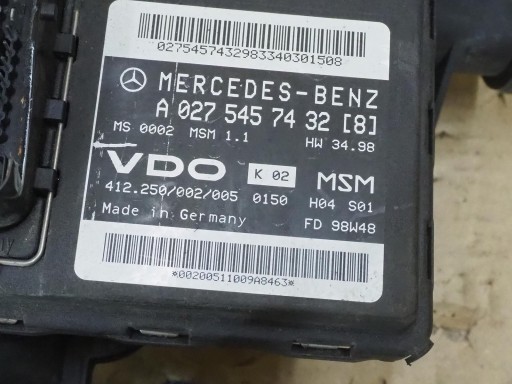 0275457432983340301508
MERCEDES-BENZ
A 027 545 74 32 [8]
MS 0002 MSM 1.1 HW 34.98
VDO K 02 MSM
412.250/002/005 0150 H04 S01
Made in Germany FD 98W48
*00200511009A8463*